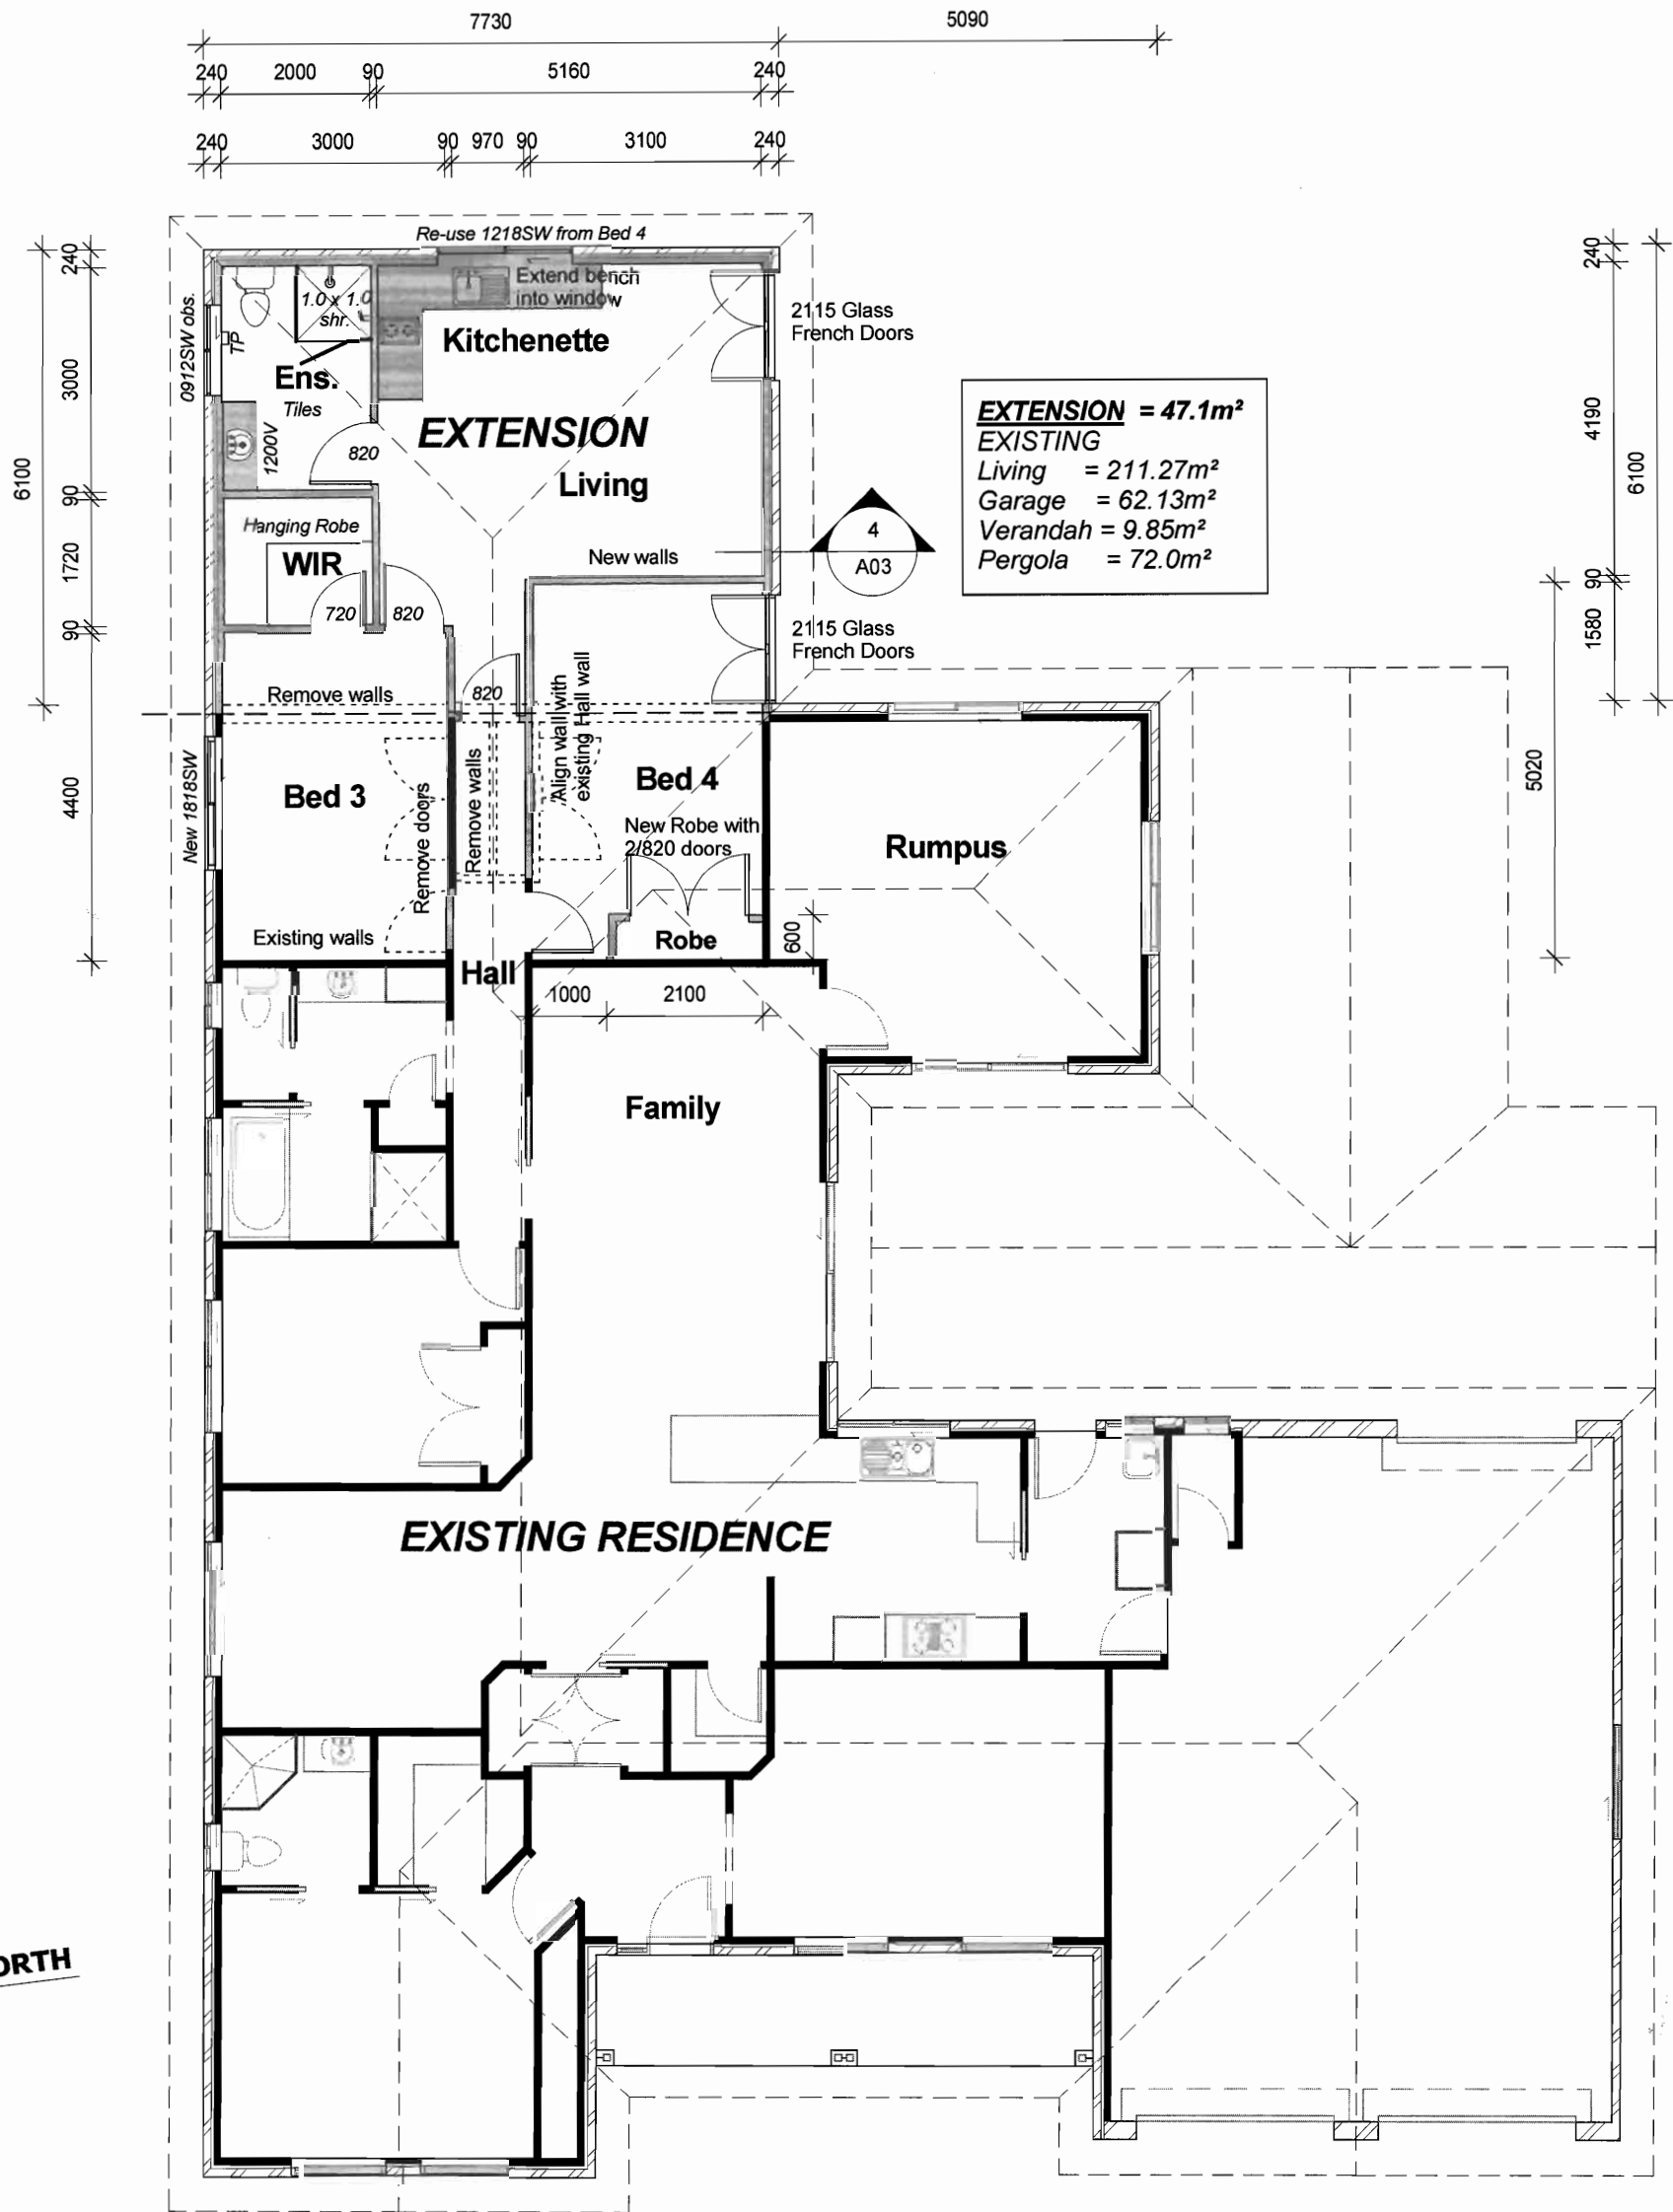 7730
5090
240 2000 90 5160 240
240 3000 90 970 90 3100 240
Re-use 1218SW from Bed 4
Extend bench
into window
1.0 x 1.0
shr.
TP
0912SW obs.
Kitchenette
2115 Glass
French Doors
Ens.
Tiles
1200V
820
EXTENSION
Living
Hanging Robe
WIR
720
820
New walls
4
A03
EXTENSION = 47.1m²
EXISTING
Living = 211.27m²
Garage = 62.13m²
Verandah = 9.85m²
Pergola = 72.0m²
240
3000
90
1720
90
4400
6100
240
4190
90
1580
6100
5020
2115 Glass
French Doors
Remove walls
820
Align wall with
existing Hall wall
New 1818SW
Bed 3
Remove doors
Remove walls
Bed 4
New Robe with
2/820 doors
Rumpus
Existing walls
Robe
600
Hall
1000
2100
Family
EXISTING RESIDENCE
ORTH